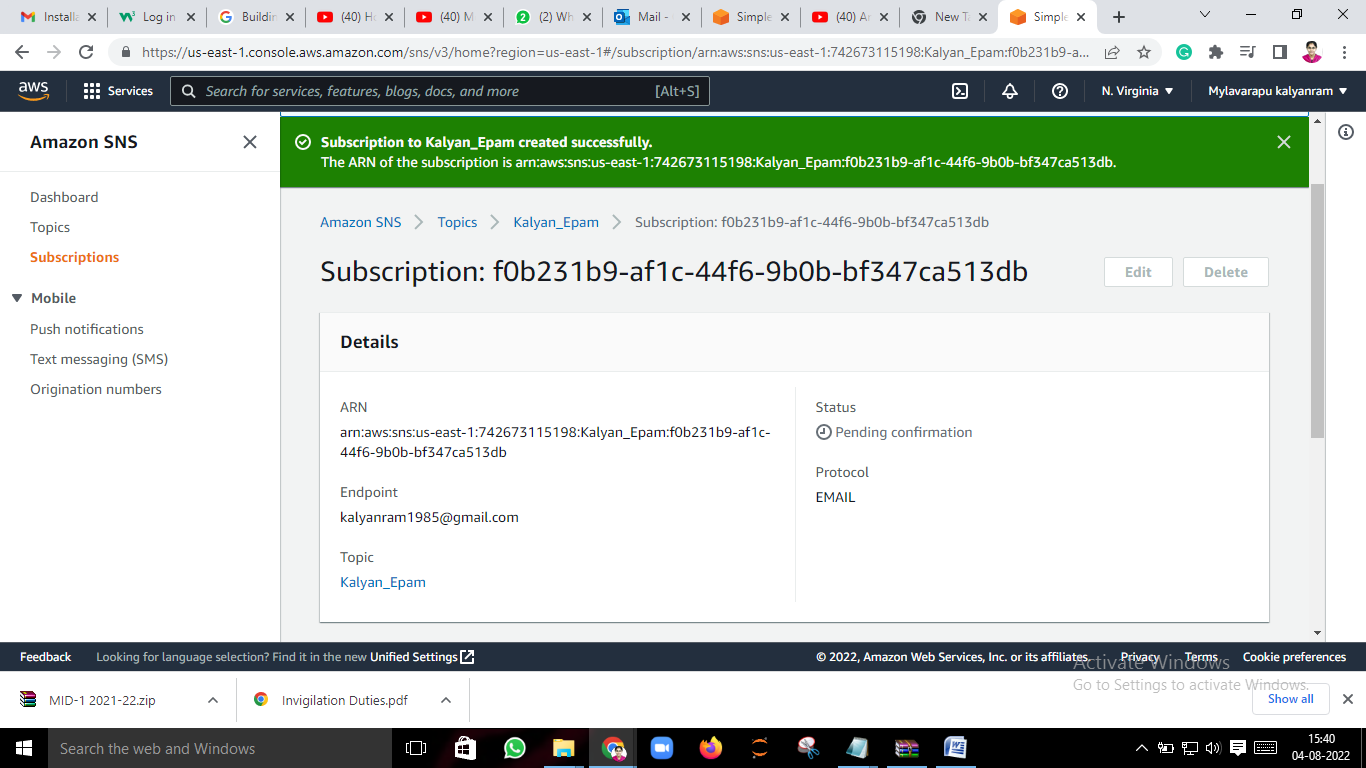 Installa
Log in
Buildin
(40) Ho
(40) M
(2) Wh
Mail -
Simple
(40) Ar
New Ta
Simple
https://us-east-1.console.aws.amazon.com/sns/v3/home?region=us-east-1#/subscription/arn:aws:sns:us-east-1:742673115198:Kalyan_Epam:f0b231b9-a...
aws
Services
Search for services, features, blogs, docs, and more [Alt+S]
N. Virginia
Mylavarapu kalyanram
Amazon SNS
Dashboard
Topics
Subscriptions
Mobile
Push notifications
Text messaging (SMS)
Origination numbers
Subscription to Kalyan_Epam created successfully.
The ARN of the subscription is arn:aws:sns:us-east-1:742673115198:Kalyan_Epam:f0b231b9-af1c-44f6-9b0b-bf347ca513db.
Amazon SNS
Topics
Kalyan_Epam
Subscription: f0b231b9-af1c-44f6-9b0b-bf347ca513db
Subscription: f0b231b9-af1c-44f6-9b0b-bf347ca513db
Edit
Delete
Details
ARN
arn:aws:sns:us-east-1:742673115198:Kalyan_Epam:f0b231b9-af1c-
44f6-9b0b-bf347ca513db
Endpoint
kalyanram1985@gmail.com
Topic
Kalyan_Epam
Status
Pending confirmation
Protocol
EMAIL
Feedback
Looking for language selection? Find it in the new Unified Settings
© 2022, Amazon Web Services, Inc. or its affiliates.
Privacy
Terms
Cookie preferences
Activate Windows
Go to Settings to activate Windows.
MID-1 2021-22.zip
Invigilation Duties.pdf
Show all
Search the web and Windows
15:40
04-08-2022